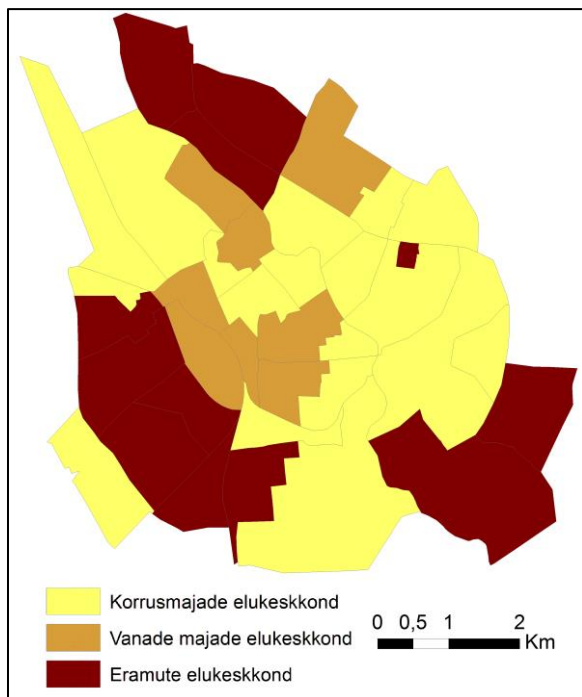 Korrusmajade elukeskkond
Vanade majade elukeskkond
Eramute elukeskkond
0 0,5 1 2
Km